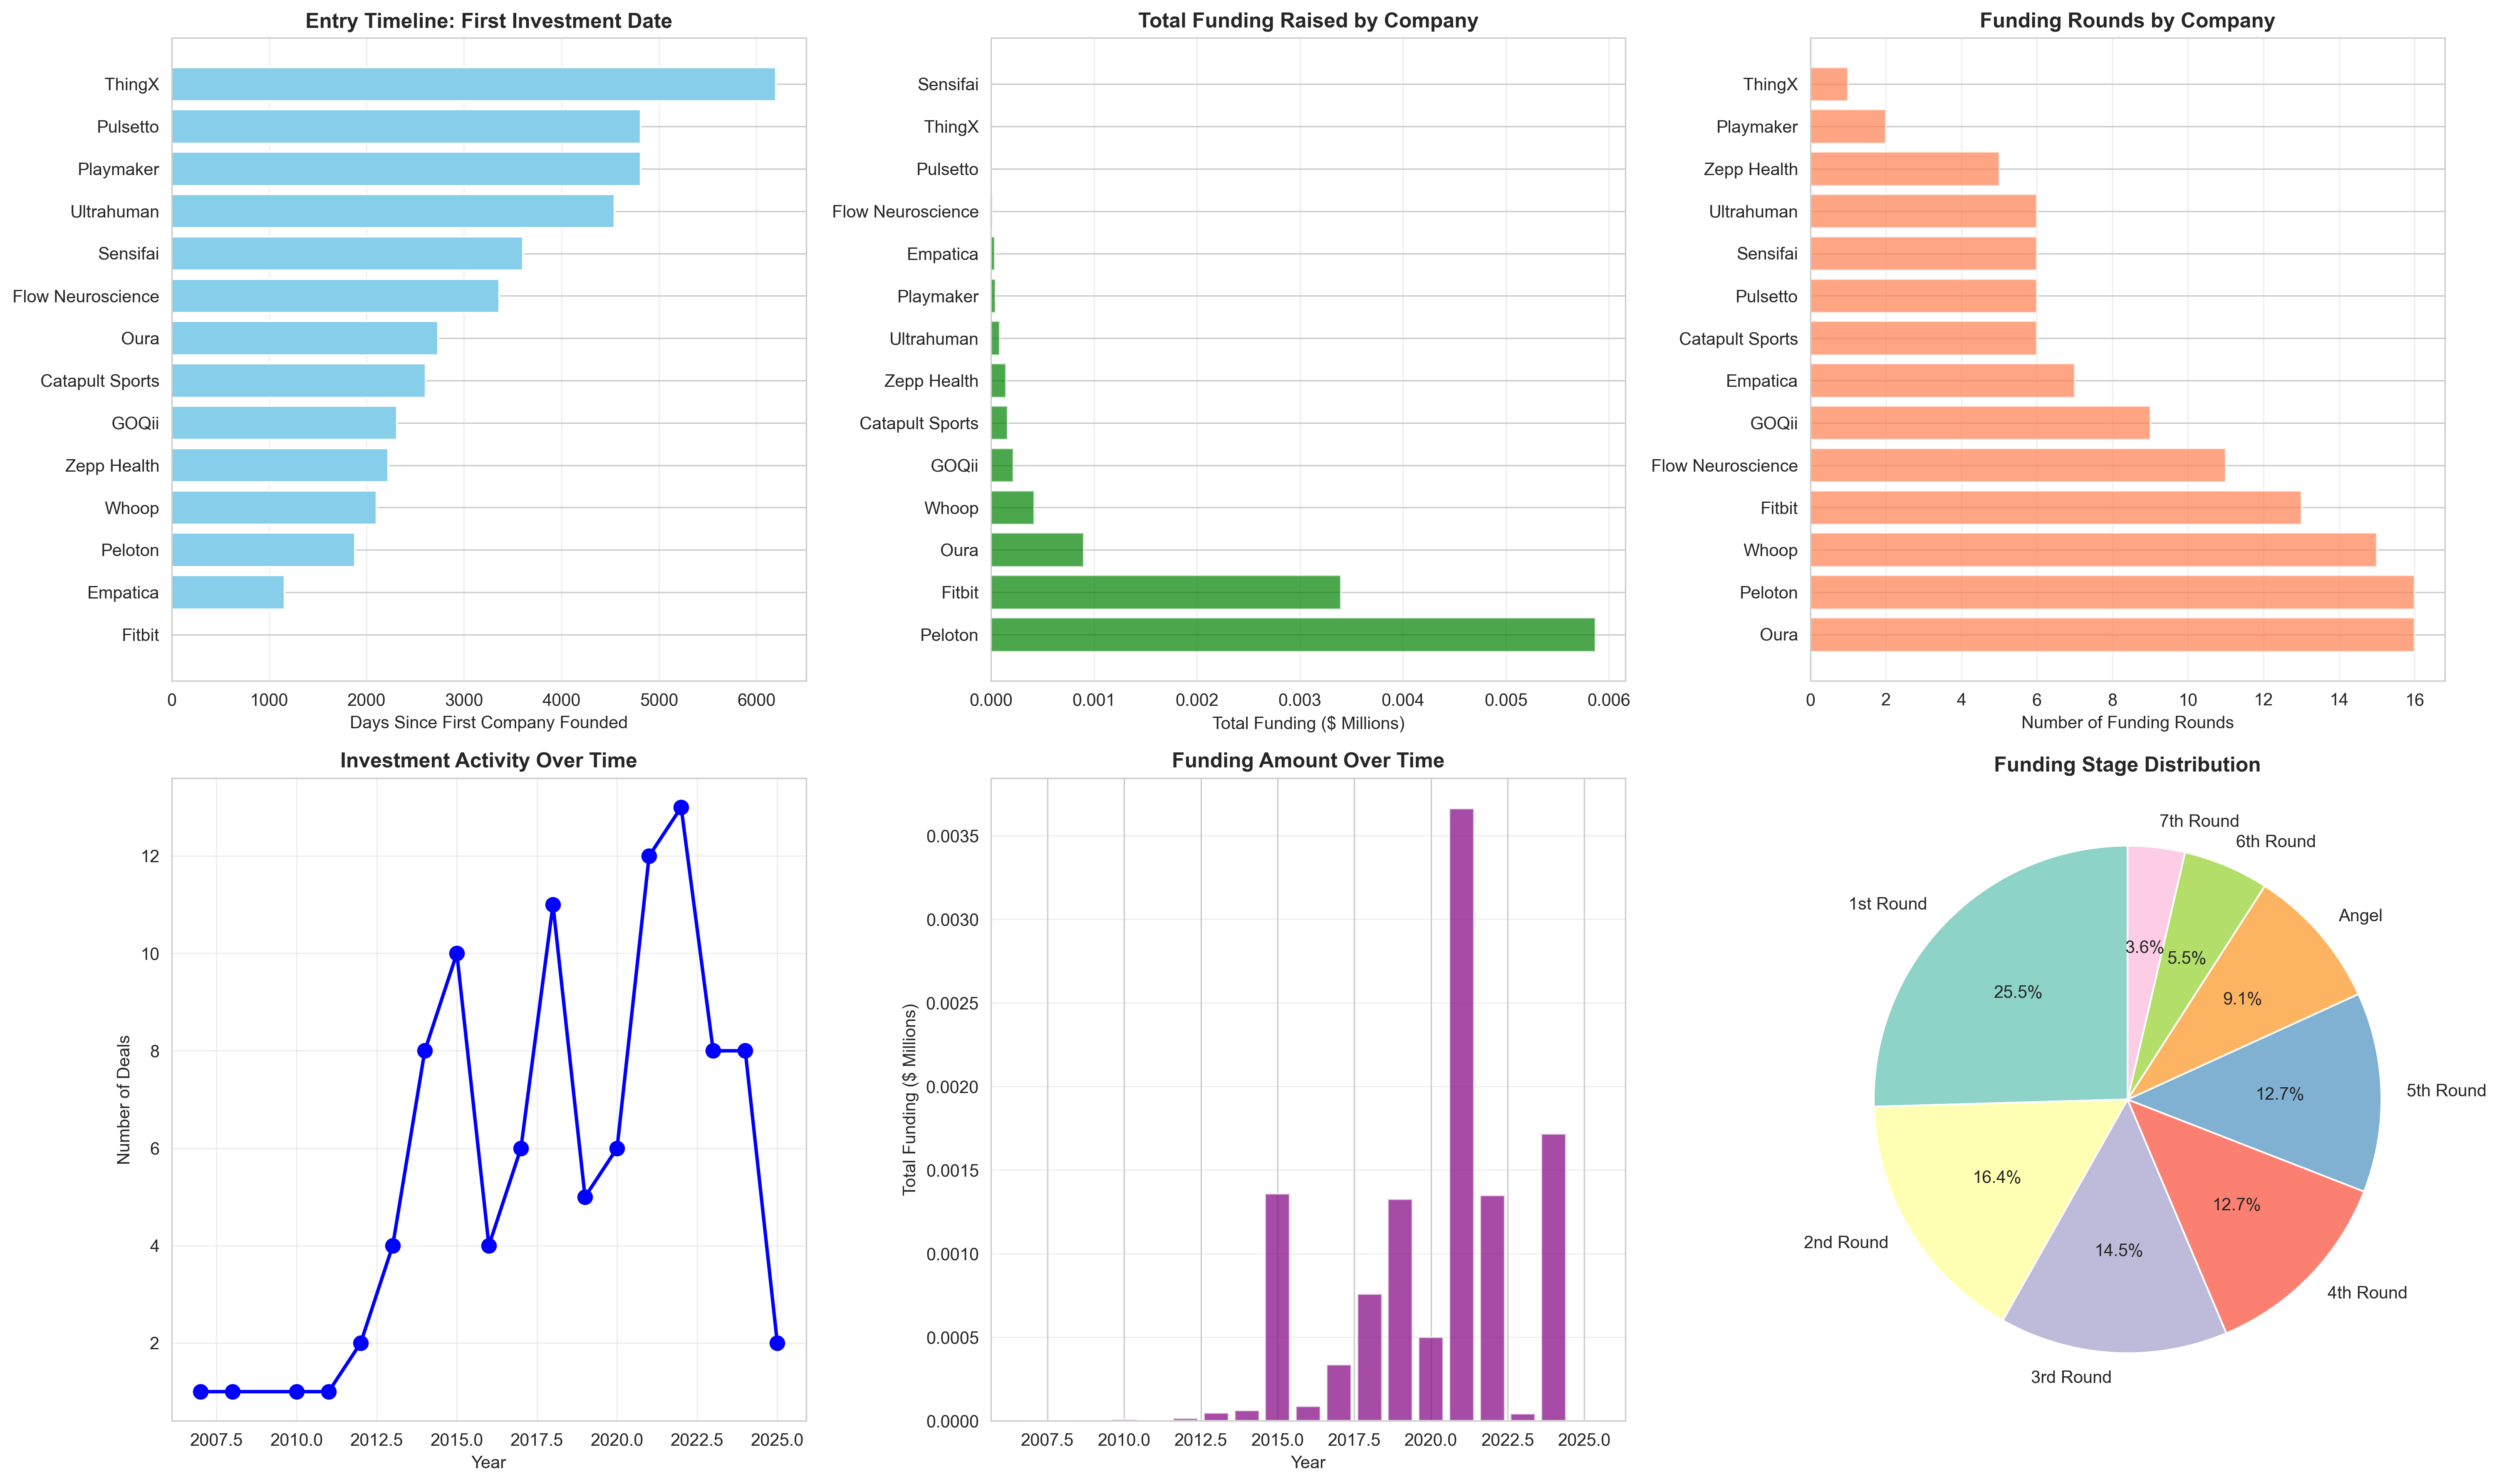 Entry Timeline: First Investment Date
ThingX
Pulsetto
Playmaker
Ultrahuman
Sensifai
Flow Neuroscience
Oura
Catapult Sports
GOQii
Zepp Health
Whoop
Peloton
Empatica
Fitbit
0 1000 2000 3000 4000 5000 6000
Days Since First Company Founded
Total Funding Raised by Company
Sensifai
ThingX
Pulsetto
Flow Neuroscience
Empatica
Playmaker
Ultrahuman
Zepp Health
Catapult Sports
GOQii
Whoop
Oura
Fitbit
Peloton
0.000 0.001 0.002 0.003 0.004 0.005 0.006
Total Funding ($ Millions)
Funding Rounds by Company
ThingX
Playmaker
Zepp Health
Ultrahuman
Sensifai
Pulsetto
Catapult Sports
Empatica
GOQii
Flow Neuroscience
Fitbit
Whoop
Peloton
Oura
0 2 4 6 8 10 12 14 16
Number of Funding Rounds
Investment Activity Over Time
Number of Deals
12
10
8
6
4
2
2007.5 2010.0 2012.5 2015.0 2017.5 2020.0 2022.5 2025.0
Year
Funding Amount Over Time
Total Funding ($ Millions)
0.0035
0.0030
0.0025
0.0020
0.0015
0.0010
0.0005
0.0000
2007.5 2010.0 2012.5 2015.0 2017.5 2020.0 2022.5 2025.0
Year
Funding Stage Distribution
7th Round
6th Round
1st Round
Angel
3.6%
5.5%
25.5%
9.1%
5th Round
12.7%
16.4%
12.7%
2nd Round
14.5%
4th Round
3rd Round